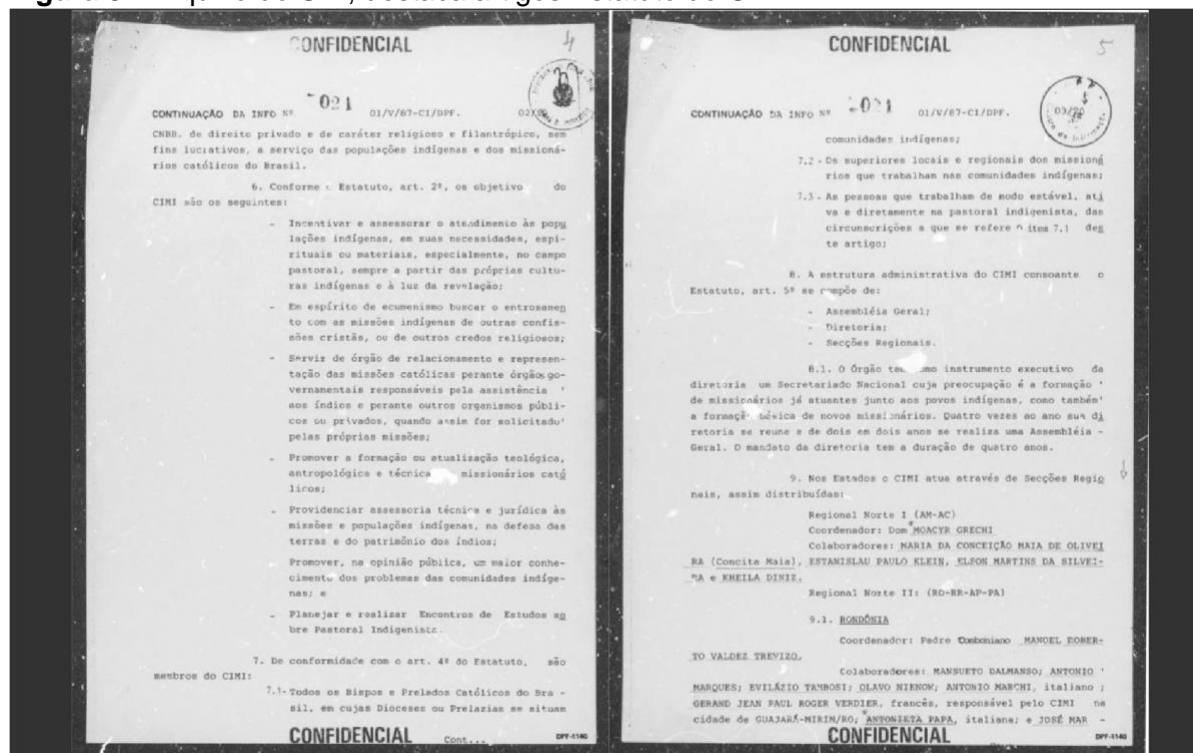 CONFIDENCIAL
4
CONTINUAÇÃO DA INFO Nº 021 01/V/87-CI/DPF.
CNBB. de direito privado e de caráter religioso e filantrópico, sem
fins lucrativos, a serviço das populações indígenas e dos missioná-
rios católicos do Brasil.
6. Conforme Estatuto, art. 2º, os objetivo do
CIMI são os seguintes:
- Incentivar e assessorar o atendimento às popu
lações indígenas, em suas necessidades, espi-
rituais ou materiais, especialmente, no campo
pastoral, sempre a partir das próprias cultu-
ras indígenas e à luz da revelação;
- Em espírito de ecumenismo buscar o entrosamen
to com as missões indígenas de outras confis-
sões cristãs, ou de outros credos religiosos;
- Servir de órgão de relacionamento e represen-
tação das missões católicas perante órgãos go-
vernamentais responsáveis pela assistência '
aos índios e perante outros organismos públi-
cos ou privados, quando assim for solicitado'
pelas próprias missões;
- Promover a formação ou atualização teológica,
antropológica e técnica missionários cató
licos;
- Providenciar assessoria técnica e jurídica às
missões e populações indígenas, na defesa das
terras e do patrimônio dos índios;
Promover, na opinião pública, um maior conhe-
cimento dos problemas das comunidades indíge-
nas; e
- Planejar e realizar Encontros de Estudos so
bre Pastoral Indigenista.
7. De conformidade com o art. 4º do Estatuto, são
membros do CIMI:
7.1- Todos os Bispos e Prelados Católicos do Bra -
sil, em cujas Dioceses ou Prelazias se situam
CONFIDENCIAL Cont... DPF-1140
CONFIDENCIAL
5
CONTINUAÇÃO DA INFO Nº 021 01/V/87-CI/DPF. 03/20
comunidades indígenas;
7.2 - Os superiores locais e regionais dos missioná
rios que trabalham nas comunidades indígenas;
7.3 - As pessoas que trabalham de modo estável, ati
va e diretamente na pastoral indigenista, das
circunscrições a que se refere o item 7.1 des
te artigo;
8. A estrutura administrativa do CIMI consoante o
Estatuto, art. 5º se compõe de:
- Assembléia Geral;
- Diretoria;
- Secções Regionais.
8.1. O Órgão tem como instrumento executivo da
diretoria um Secretariado Nacional cuja preocupação é a formação '
de missionários já atuantes junto aos povos indígenas, como também'
a formação básica de novos missionários. Quatro vezes ao ano sua di
retoria se reune e de dois em dois anos se realiza uma Assembléia -
Geral. O mandato da diretoria tem a duração de quatro anos.
9. Nos Estados o CIMI atua através de Secções Regio
nais, assim distribuídas:
Regional Norte I (AM-AC)
Coordenador: Dom MOACYR GRECHI
Colaboradores: MARIA DA CONCEIÇÃO MAIA DE OLIVEI
RA (Concita Maia), ESTANISLAU PAULO KLEIN, ELSON MARTINS DA SILVEI-
RA e KHEILA DINIZ.
Regional Norte II: (RO-RR-AP-PA)
9.1. RONDÔNIA
Coordenador: Padre Comboniano MANOEL ROBER-
TO VALDEZ TREVIZO.
Colaboradores: MANSUETO DALMANSO; ANTONIO '
MARQUES; EVILÁZIO TAMBOSI; OLAVO NIENOW; ANTONIO MARCHI, italiano ;
GERAND JEAN PAUL ROGER VERDIER, francês, responsável pelo CIMI na
cidade de GUAJARÁ-MIRIM/RO; ANTONIETA PAPA, italiana; e JOSÉ MAR -
CONFIDENCIAL DPF-1140